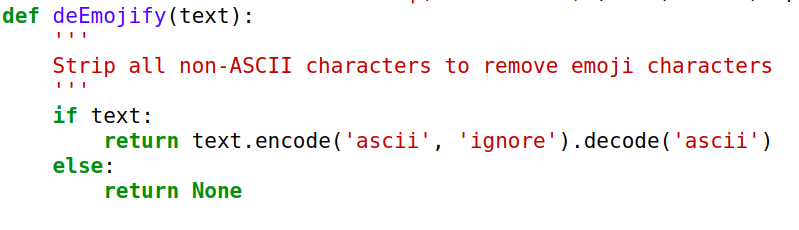 def deEmojify(text):
    '''
    Strip all non-ASCII characters to remove emoji characters
    '''
    if text:
        return text.encode('ascii', 'ignore').decode('ascii')
    else:
        return None